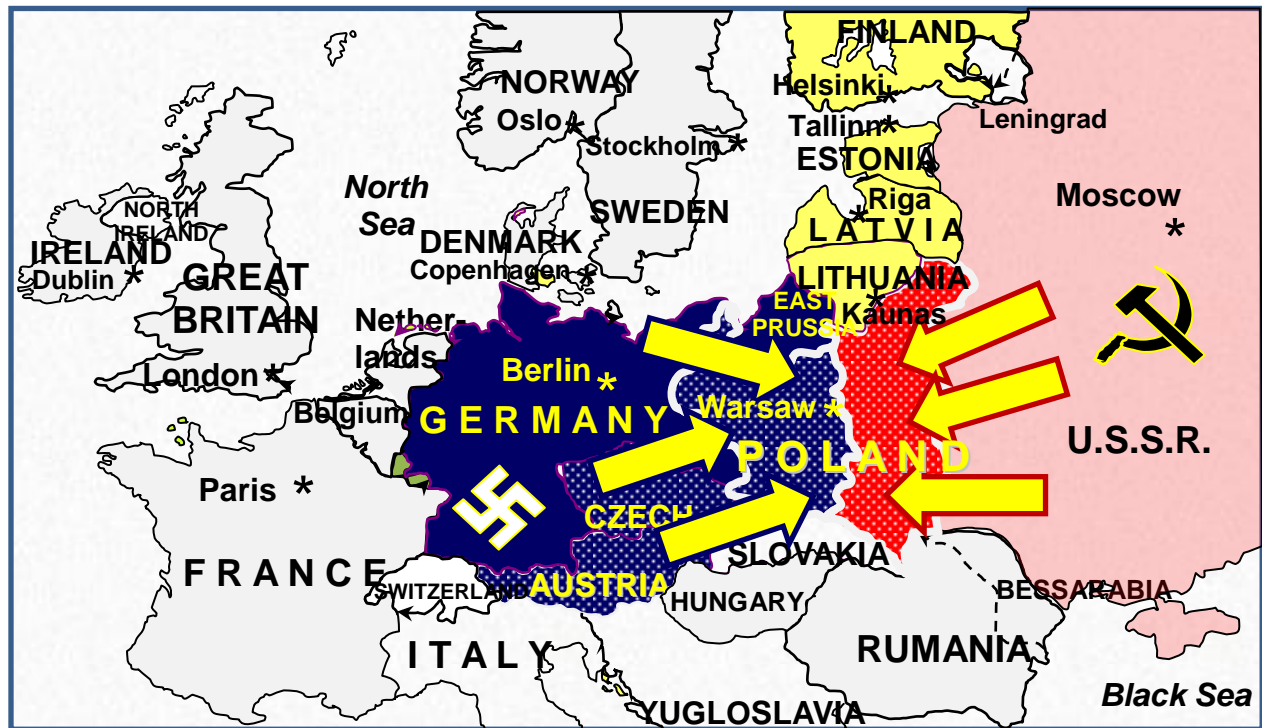 FINLAND
NORWAY
Helsinki
Oslo
Tallinn
Leningrad
Stockholm
ESTONIA
North
Sea
Riga
Moscow
NORTH
IRELAND
SWEDEN
LATVIA
IRELAND
DENMARK
Dublin
Copenhagen
GREAT
BRITAIN
LITHUANIA
EAST
PRUSSIA
Kaunas
Nether-
lands
London
Berlin
Belgium
GERMANY
Warsaw
POLAND
U.S.S.R.
Paris
CZECH
SLOVAKIA
FRANCE
SWITZERLAND
AUSTRIA
HUNGARY
BESSARABIA
ITALY
RUMANIA
YUGLOSLAVIA
Black Sea